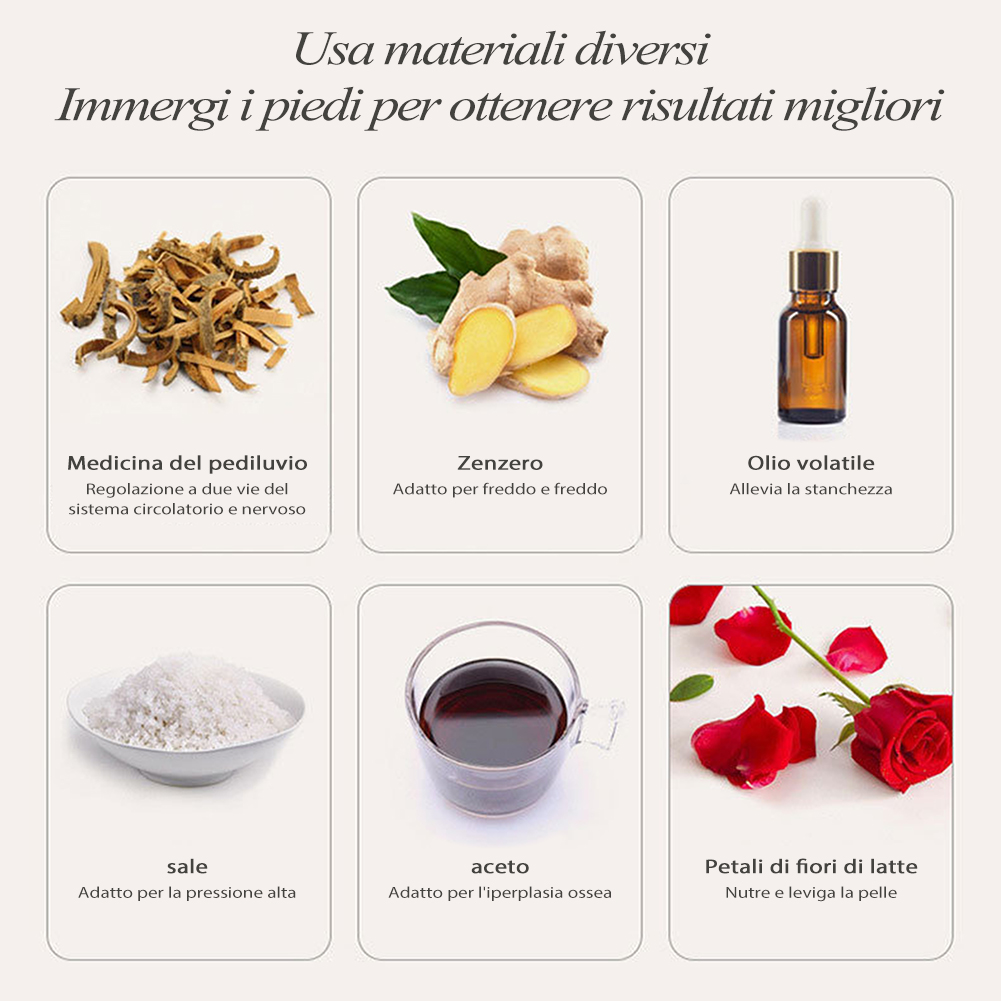 Usa materiali diversi
Immergi i piedi per ottenere risultati migliori
Medicina del pediluvio
Regolazione a due vie del
sistema circolatorio e nervoso
Zenzero
Adatto per freddo e freddo
Olio volatile
Allevia la stanchezza
sale
Adatto per la pressione alta
aceto
Adatto per l'iperplasia ossea
Petali di fiori di latte
Nutre e leviga la pelle